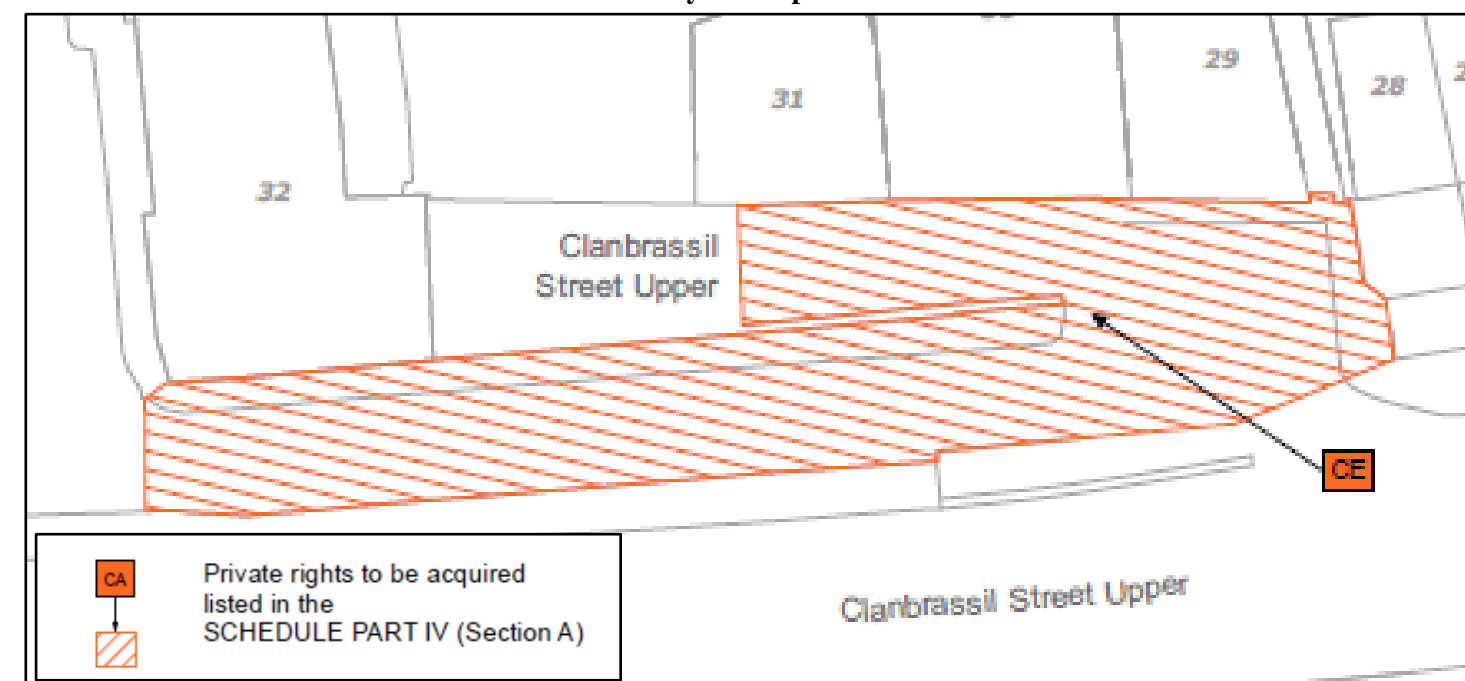 29
28
31
32
Clanbrassil
Street Upper
CE
CA
Private rights to be acquired
listed in the
SCHEDULE PART IV (Section A)
Clanbrassil Street Upper